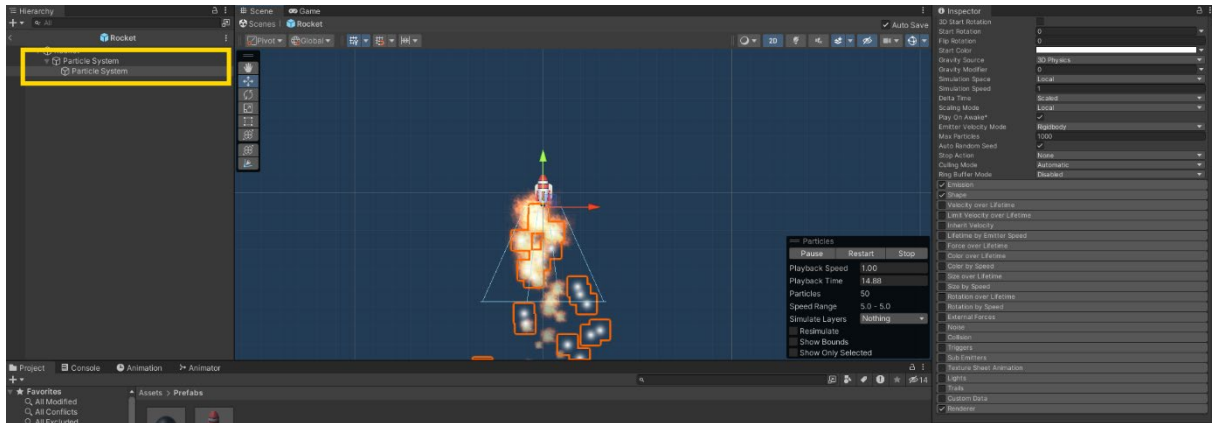 Hierarchy
All
Rocket
Particle System
Particle System
Scene
Game
Scenes
Rocket
Auto Save
Pivot
Global
2D
Particles
Pause
Restart
Stop
Playback Speed
1.00
Playback Time
14.88
Particles
50
Speed Range
5.0 - 5.0
Simulate Layers
Nothing
Resimulate
Show Bounds
Show Only Selected
Inspector
3D Start Rotation
Start Rotation
0
Flip Rotation
0
Start Color
Gravity Source
3D Physics
Gravity Modifier
0
Simulation Space
Local
Simulation Speed
1
Delta Time
Scaled
Scaling Mode
Local
Play On Awake*
Emitter Velocity Mode
Rigidbody
Max Particles
1000
Auto Random Seed
Stop Action
None
Culling Mode
Automatic
Ring Buffer Mode
Disabled
Emission
Shape
Velocity over Lifetime
Limit Velocity over Lifetime
Inherit Velocity
Lifetime by Emitter Speed
Force over Lifetime
Color over Lifetime
Color by Speed
Size over Lifetime
Size by Speed
Rotation over Lifetime
Rotation by Speed
External Forces
Noise
Collision
Triggers
Sub Emitters
Texture Sheet Animation
Lights
Trails
Custom Data
Renderer
Project
Console
Animation
Animator
14
Favorites
All Modified
All Conflicts
All Excluded
Assets > Prefabs